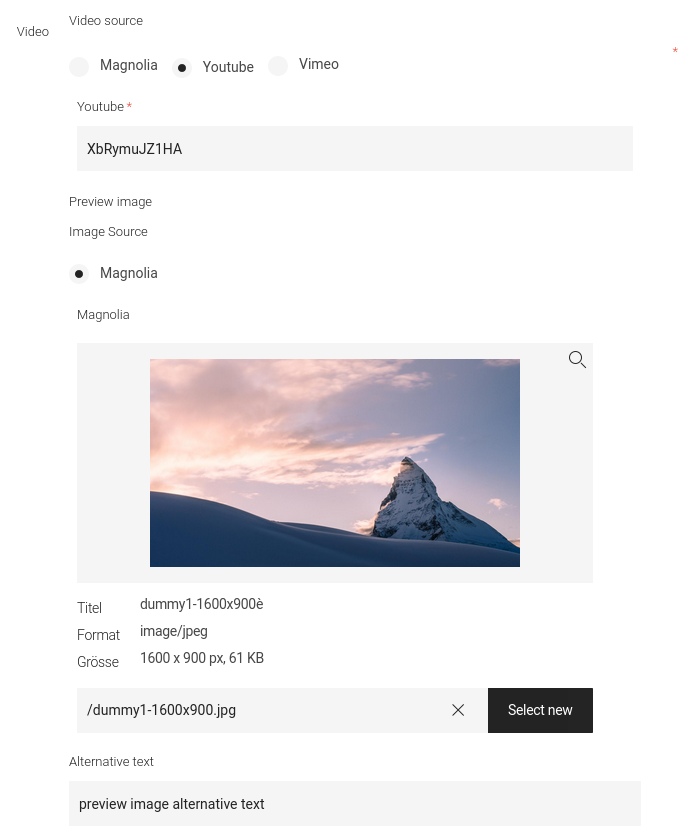 Video
Video source
*
Magnolia Youtube Vimeo
Youtube *
XbRymuJZ1HA
Preview image
Image Source
Magnolia
Magnolia
Titel dummy1-1600x900è
Format image/jpeg
Grösse 1600 x 900 px, 61 KB
/dummy1-1600x900.jpg Select new
Alternative text
preview image alternative text